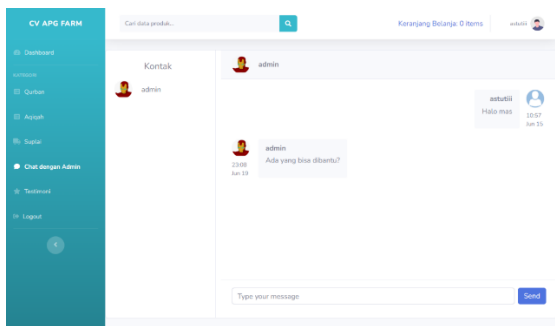 CV APG FARM
Cari data produk...
Keranjang Belanja: 0 items
astutiii
Dashboard
KATEGORI
Qurban
Aqiqah
Suplai
Chat dengan Admin
Testimoni
Logout
Kontak
admin
admin
astutiii
Halo mas
10:57
Jun 15
admin
Ada yang bisa dibantu?
23:08
Jun 19
Type your message
Send